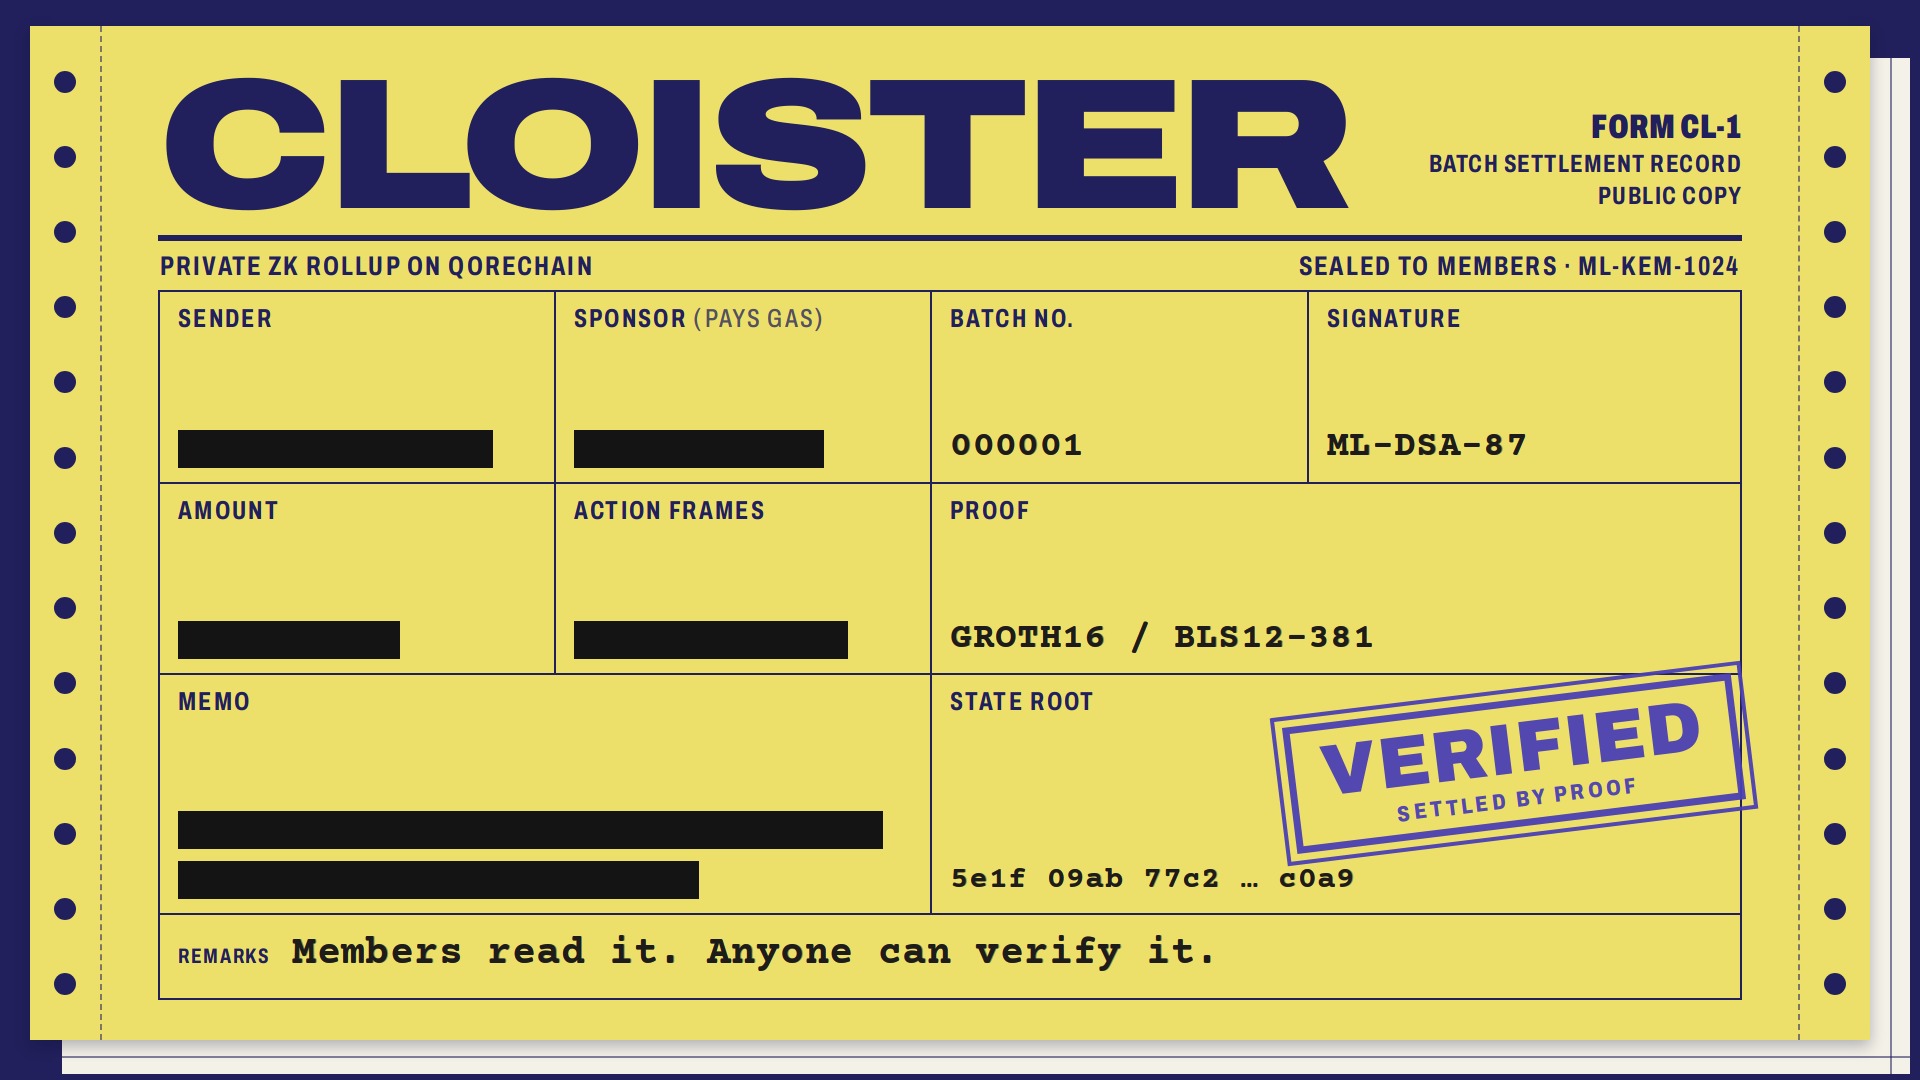 CLOISTER
FORM CL-1
BATCH SETTLEMENT RECORD
PUBLIC COPY
PRIVATE ZK ROLLUP ON QORECHAIN
SEALED TO MEMBERS · ML-KEM-1024
SENDER
SPONSOR (PAYS GAS)
BATCH NO.
000001
SIGNATURE
ML-DSA-87
AMOUNT
ACTION FRAMES
PROOF
GROTH16 / BLS12-381
MEMO
STATE ROOT
VERIFIED
SETTLED BY PROOF
5e1f 09ab 77c2 … c0a9
REMARKS Members read it. Anyone can verify it.